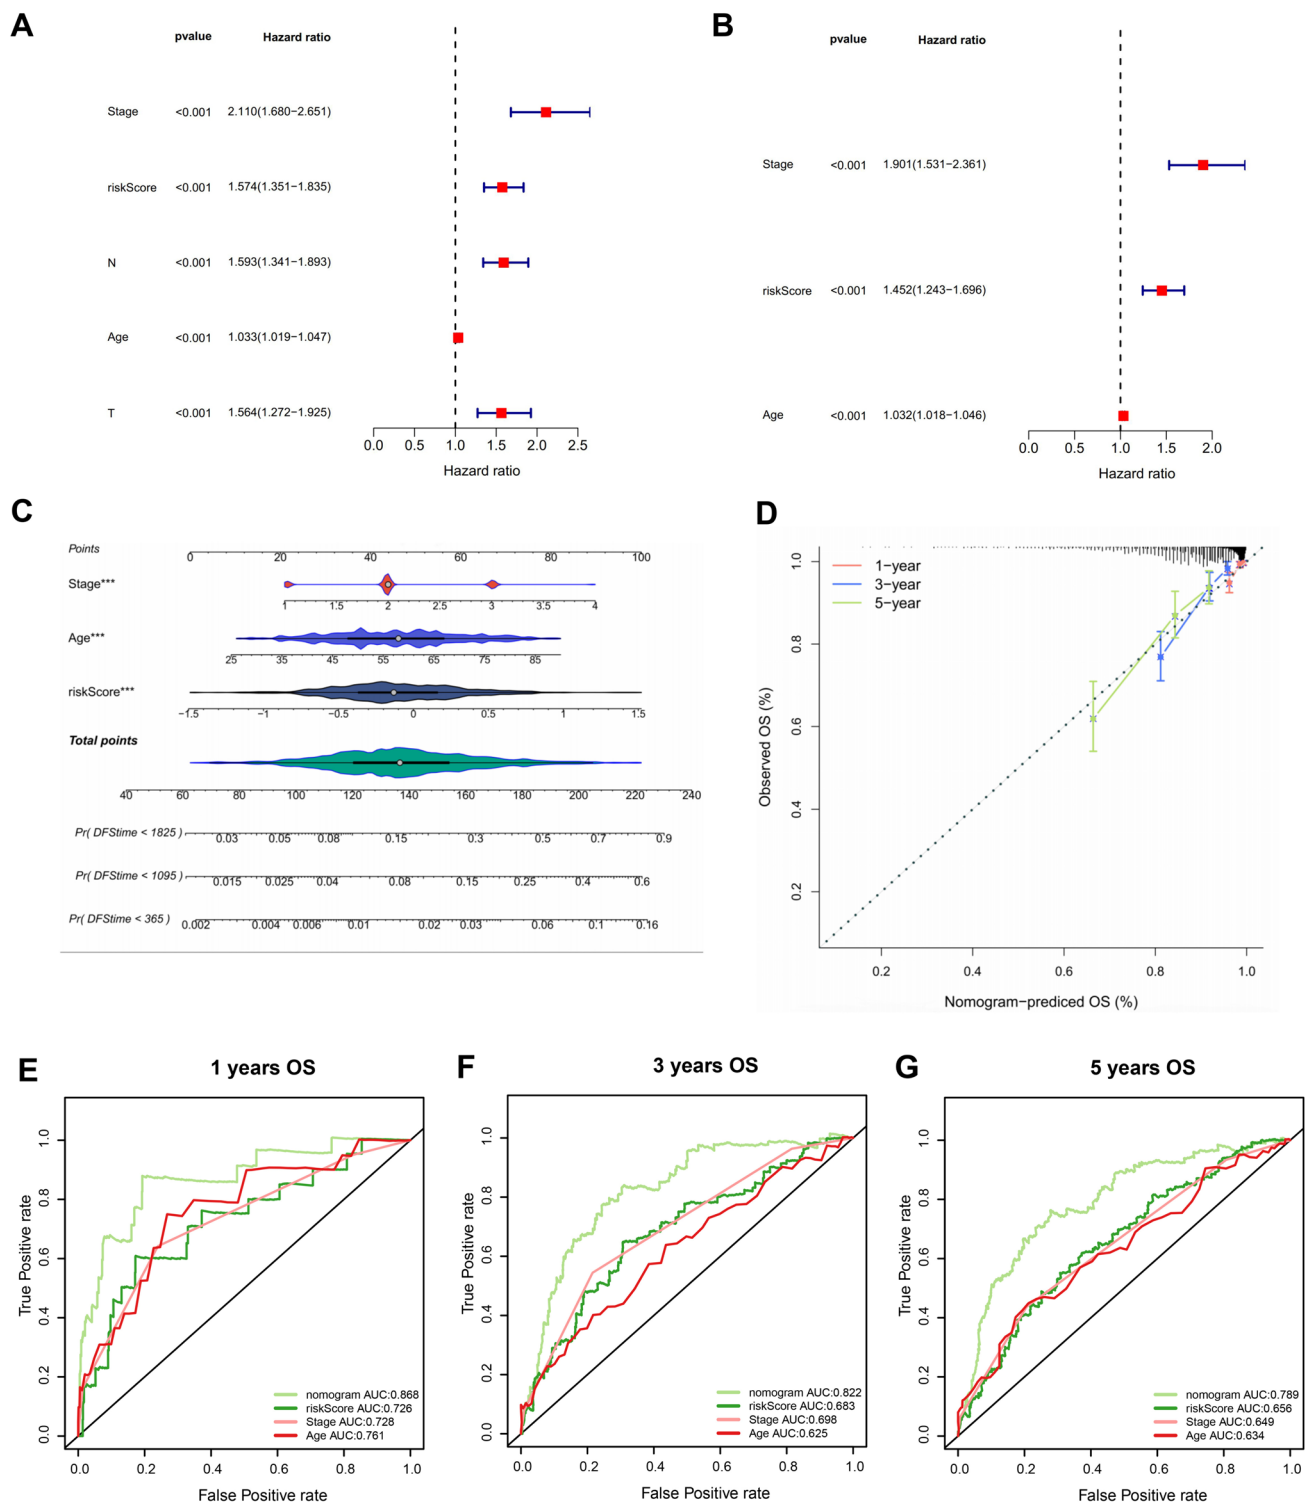 A
pvalue Hazard ratio
Stage <0.001 2.110(1.680−2.651)
riskScore <0.001 1.574(1.351−1.835)
N <0.001 1.593(1.341−1.893)
Age <0.001 1.033(1.019−1.047)
T <0.001 1.564(1.272−1.925)
0.0 0.5 1.0 1.5 2.0 2.5
Hazard ratio
B
pvalue Hazard ratio
Stage <0.001 1.901(1.531−2.361)
riskScore <0.001 1.452(1.243−1.696)
Age <0.001 1.032(1.018−1.046)
0.0 0.5 1.0 1.5 2.0
Hazard ratio
C
Points 0 20 40 60 80 100
Stage***
1 1.5 2 2.5 3 3.5 4
Age***
25 35 45 55 65 75 85
riskScore***
−1.5 −1 −0.5 0 0.5 1 1.5
Total points
40 60 80 100 120 140 160 180 200 220 240
Pr( DFStime < 1825 ) 0.03 0.05 0.08 0.15 0.3 0.5 0.7 0.9
Pr( DFStime < 1095 ) 0.015 0.025 0.04 0.08 0.15 0.25 0.4 0.6
Pr( DFStime < 365 ) 0.002 0.004 0.006 0.01 0.02 0.03 0.06 0.1 0.16
D
1−year
3−year
5−year
Observed OS (%)
0.2 0.4 0.6 0.8 1.0
0.2 0.4 0.6 0.8 1.0
Nomogram−prediced OS (%)
E
1 years OS
True Positive rate
0.0 0.2 0.4 0.6 0.8 1.0
nomogram AUC:0.868
riskScore AUC:0.726
Stage AUC:0.728
Age AUC:0.761
0.0 0.2 0.4 0.6 0.8 1.0
False Positive rate
F
3 years OS
True Positive rate
0.0 0.2 0.4 0.6 0.8 1.0
nomogram AUC:0.822
riskScore AUC:0.683
Stage AUC:0.698
Age AUC:0.625
0.0 0.2 0.4 0.6 0.8 1.0
False Positive rate
G
5 years OS
True Positive rate
0.0 0.2 0.4 0.6 0.8 1.0
nomogram AUC:0.789
riskScore AUC:0.656
Stage AUC:0.649
Age AUC:0.634
0.0 0.2 0.4 0.6 0.8 1.0
False Positive rate